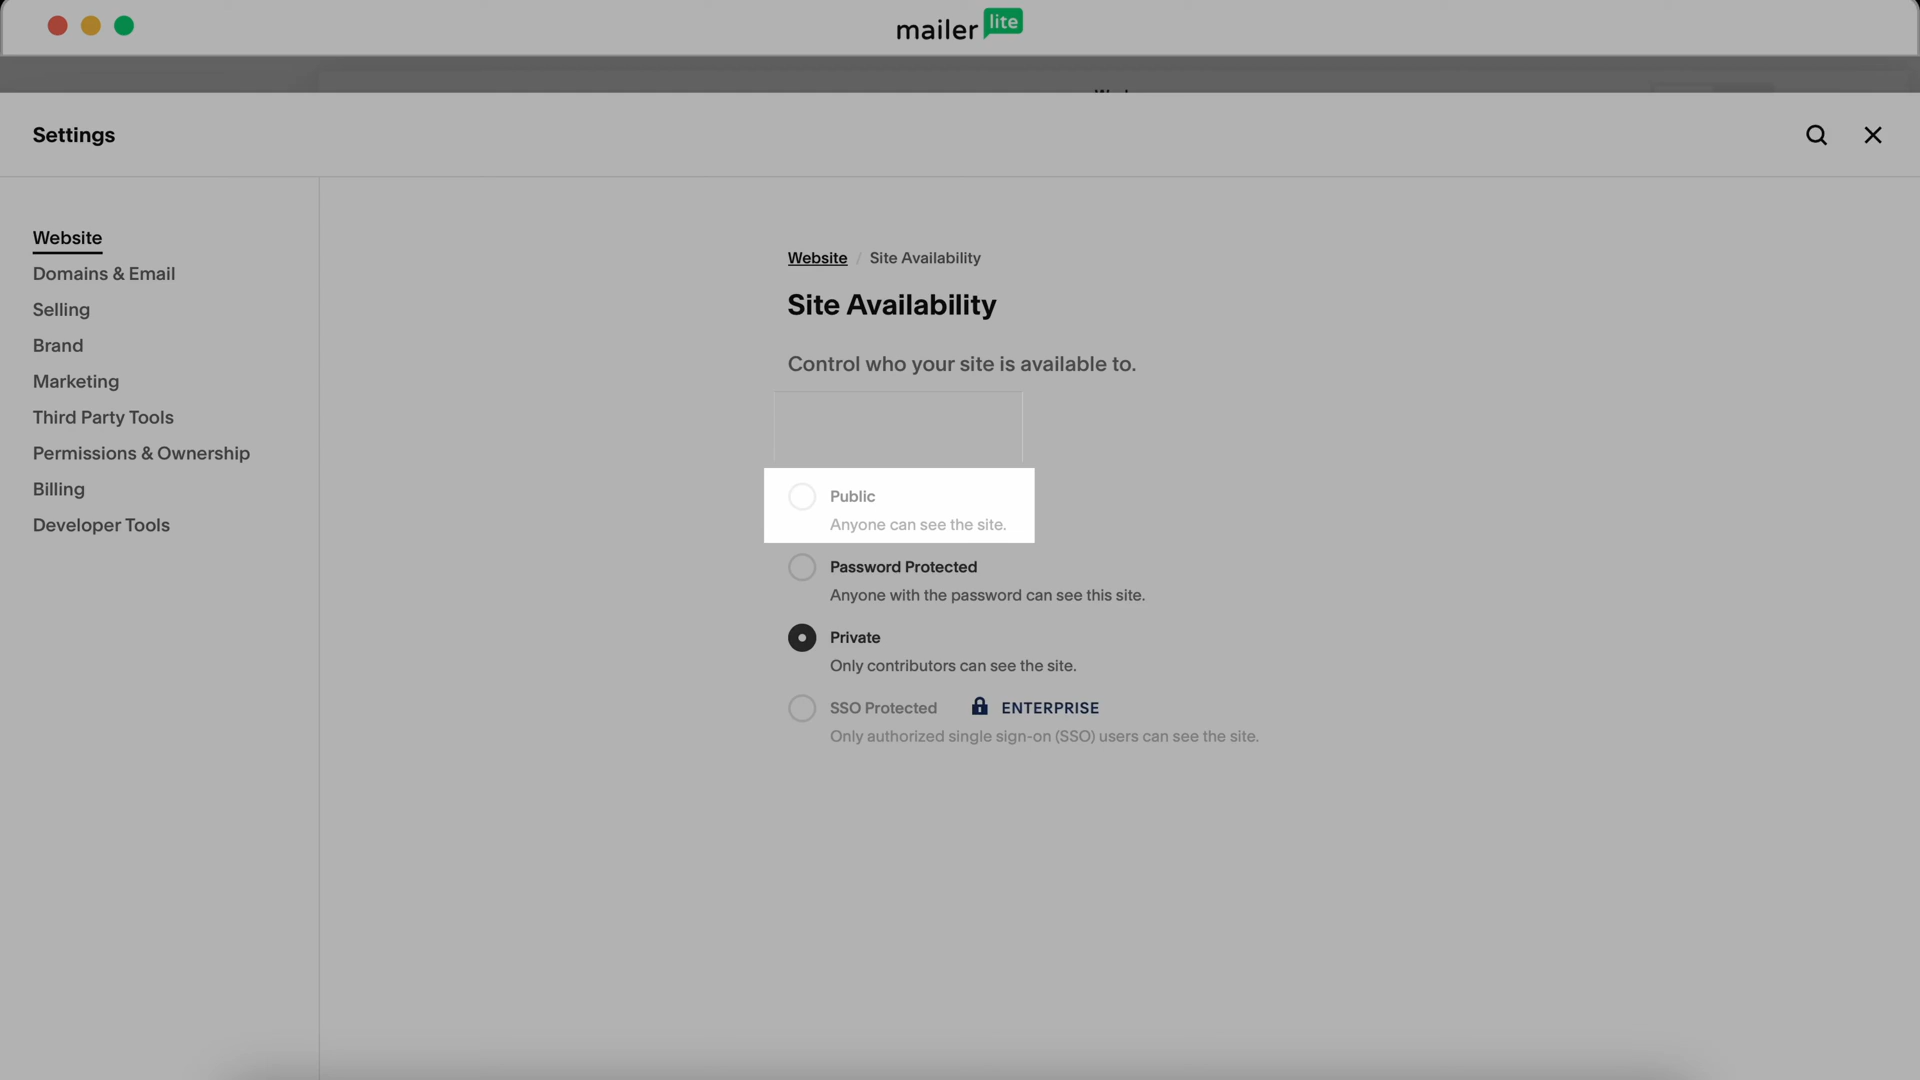 mailer lite
Settings
Website
Domains & Email
Selling
Brand
Marketing
Third Party Tools
Permissions & Ownership
Billing
Developer Tools
Website / Site Availability
Site Availability
Control who your site is available to.
Public
Anyone can see the site.
Password Protected
Anyone with the password can see this site.
Private
Only contributors can see the site.
SSO Protected ENTERPRISE
Only authorized single sign-on (SSO) users can see the site.